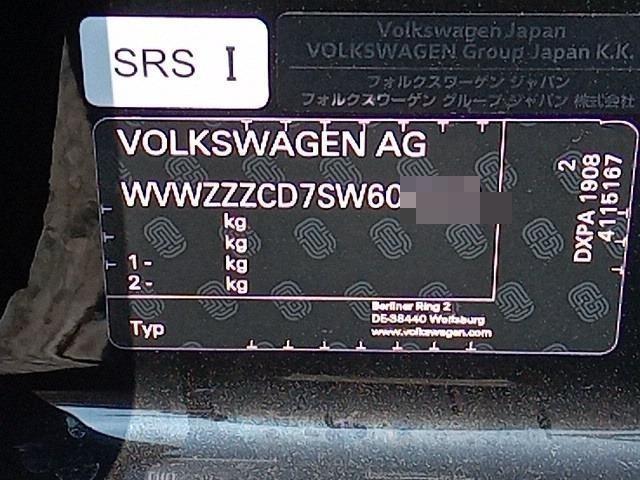 SRS I
Volkswagen Japan
VOLKSWAGEN Group Japan K.K.
フォルクスワーゲン ジャパン
フォルクスワーゲン グループ ジャパン 株式会社
VOLKSWAGEN AG
WVWZZZCD7SW60
kg
kg
1 - kg
2 - kg
Typ
Berliner Ring 2
DE-38440 Wolfsburg
www.volkswagen.com
2
DXPA 1908
4115167